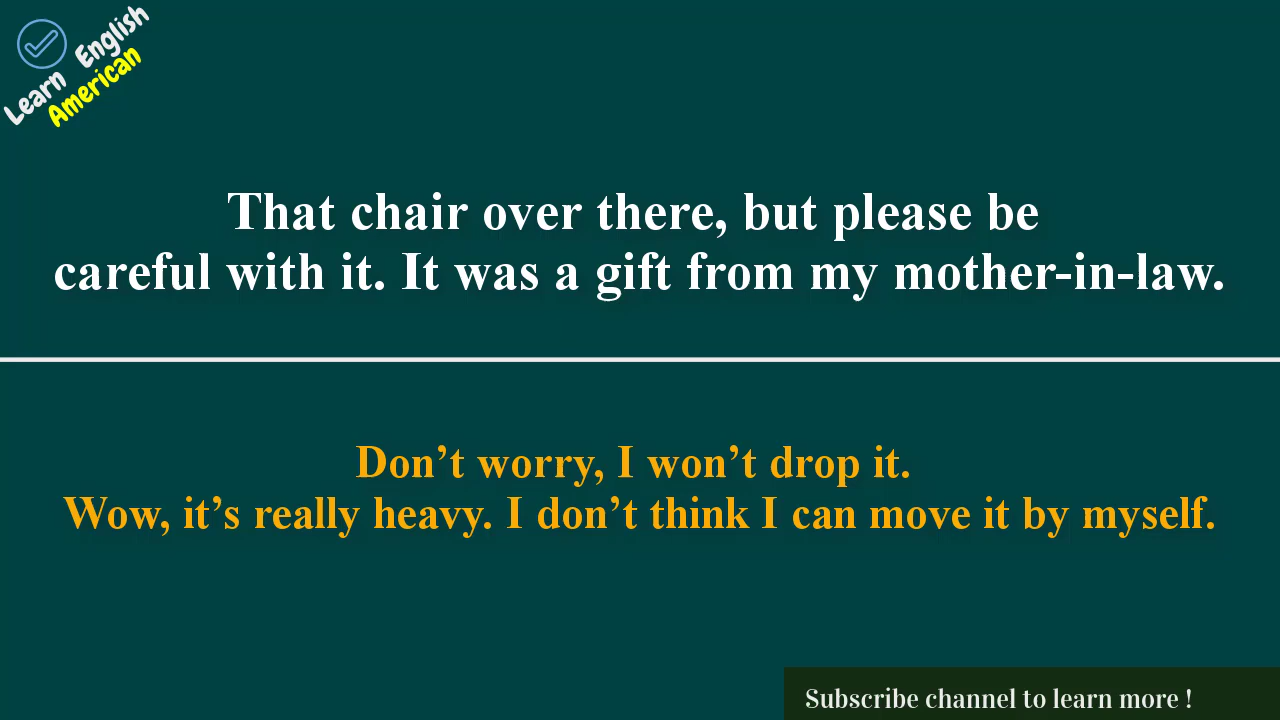 Learn English
American
That chair over there, but please be
careful with it. It was a gift from my mother-in-law.
Don’t worry, I won’t drop it.
Wow, it’s really heavy. I don’t think I can move it by myself.
Subscribe channel to learn more !